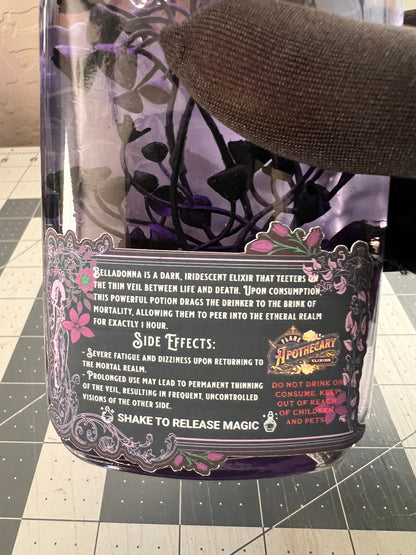 Belladonna is a dark, iridescent elixir that teeters on
the thin veil between life and death. Upon consumption,
this powerful potion drags the drinker to the brink of
mortality, allowing them to peer into the etheral realm
for exactly 1 hour.
Side Effects:
• Severe fatigue and dizziness upon returning to
the mortal realm.
• Prolonged use may lead to permanent thinning
of the veil, resulting in frequent, uncontrolled
visions of the other side.
SHAKE TO RELEASE MAGIC
APOTHECARY
ELIXIRS
DO NOT DRINK OR
CONSUME. KEEP
OUT OF REACH
OF CHILDREN
AND PETS